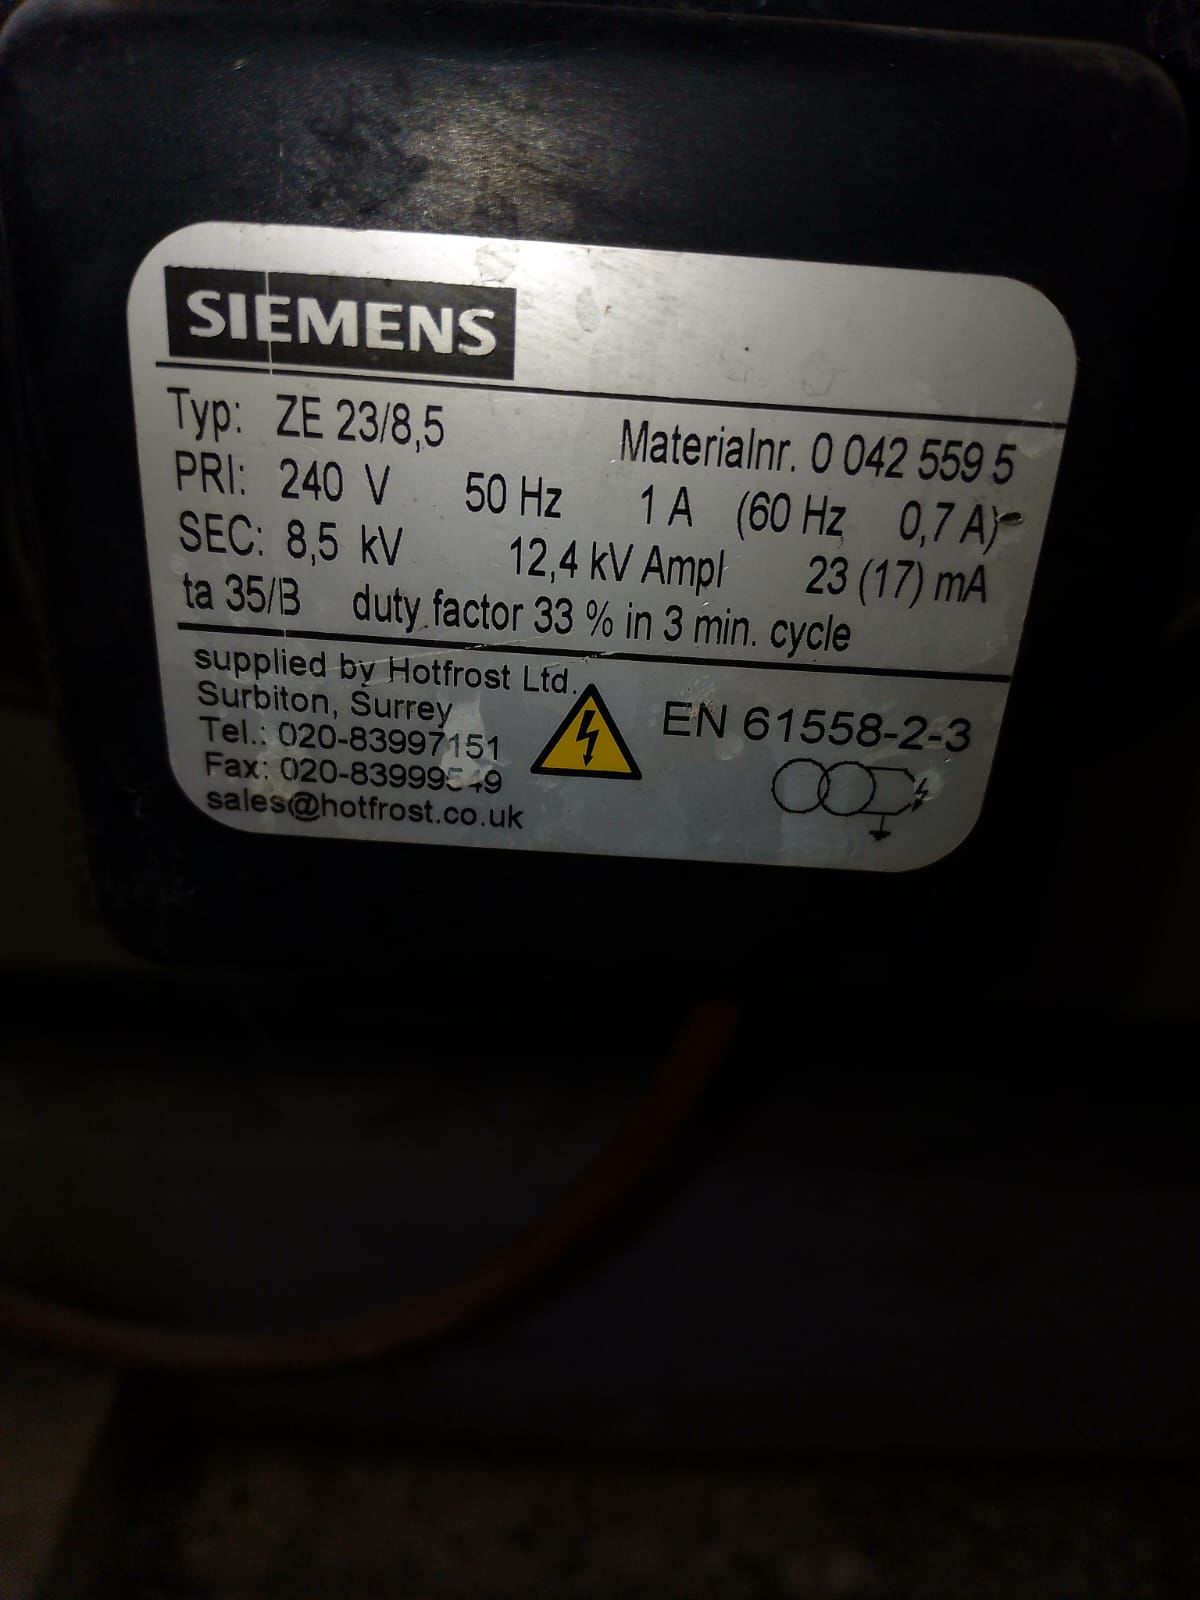 SIEMENS
Typ: ZE 23/8,5 Materialnr. 0 042 559 5
PRI: 240 V 50 Hz 1 A (60 Hz 0,7 A)
SEC: 8,5 kV 12,4 kV Ampl 23 (17) mA
ta 35/B duty factor 33 % in 3 min. cycle
supplied by Hotfrost Ltd.
Surbiton, Surrey
Tel.: 020-83997151
Fax: 020-83999549
sales@hotfrost.co.uk
EN 61558-2-3